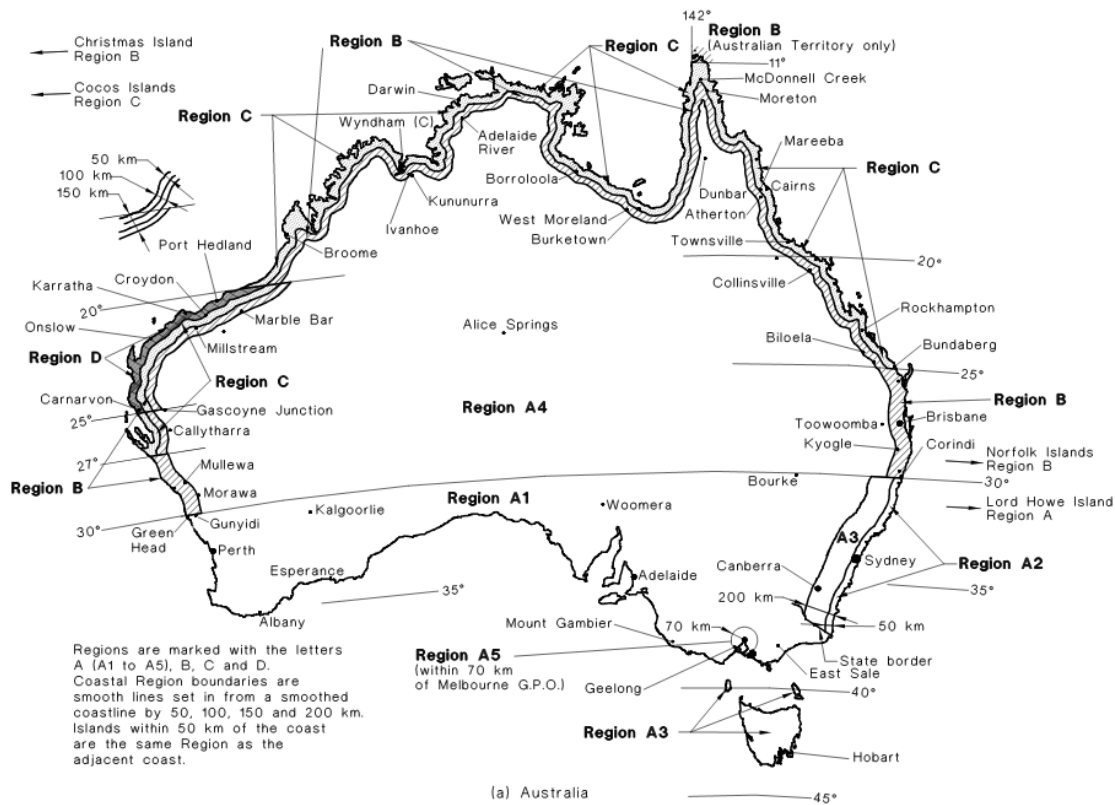 142°
Region B
(Australian Territory only)
11°
Christmas Island
Region B
Cocos Islands
Region C
Region B
Region C
McDonnell Creek
Moreton
Darwin
Region C
Wyndham (C)
Adelaide
River
Mareeba
Region C
50 km
100 km
150 km
Borroloola
Dunbar
Cairns
Kununurra
Atherton
West Moreland
Ivanhoe
Burketown
Port Hedland
Broome
Townsville
Croydon
20°
Collinsville
Karratha
20°
Marble Bar
Alice Springs
Rockhampton
Onslow
Millstream
Biloela
Bundaberg
Region D
Region C
25°
Carnarvon
Gascoyne Junction
Region A4
Region B
25°
Callytharra
Toowoomba
Brisbane
Kyogle
Corindi
27°
Mullewa
Norfolk Islands
Region B
Region B
Morawa
Region A1
Bourke
30°
Lord Howe Island
Region A
30°
Gunyidi
Kalgoorlie
Woomera
Green
Head
A3
Perth
Sydney
Region A2
Esperance
Adelaide
Canberra
35°
35°
200 km
Albany
Mount Gambier
70 km
50 km
Region A5
(within 70 km
of Melbourne G.P.O.)
State border
East Sale
Geelong
40°
Regions are marked with the letters
A (A1 to A5), B, C and D.
Coastal Region boundaries are
smooth lines set in from a smoothed
coastline by 50, 100, 150 and 200 km.
Islands within 50 km of the coast
are the same Region as the
adjacent coast.
Region A3
Hobart
(a) Australia
45°